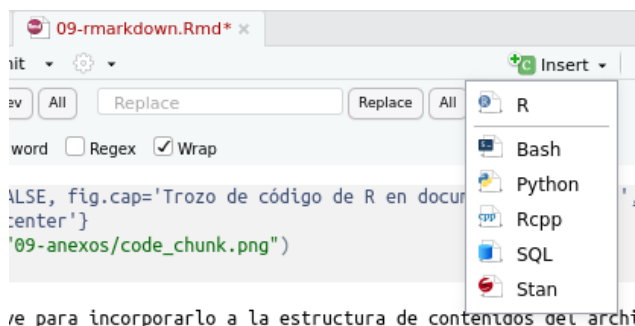 09-rmarkdown.Rmd* ×
nit
Insert
ev All Replace Replace All
word Regex Wrap
R
Bash
Python
Rcpp
SQL
Stan
ALSE, fig.cap='Trozo de código de R en docum ',
center'}
"09-anexos/code_chunk.png")
ve para incorporarlo a la estructura de contenidos del archi